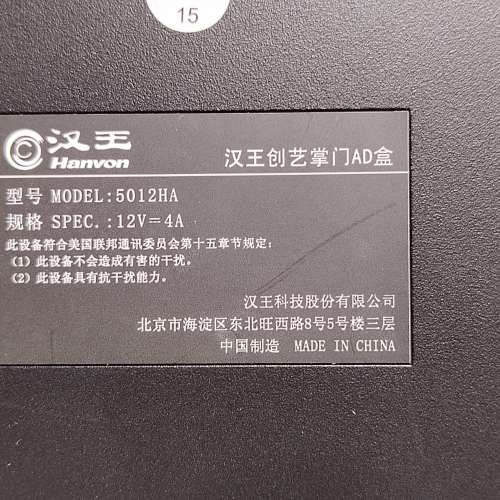 15
汉王
Hanvon
汉王创艺掌门AD盒
型号 MODEL:5012HA
规格 SPEC.:12V=4A
此设备符合美国联邦通讯委员会第十五章节规定:
(1) 此设备不会造成有害的干扰。
(2) 此设备具有抗干扰能力。
汉王科技股份有限公司
北京市海淀区东北旺西路8号5号楼三层
中国制造 MADE IN CHINA